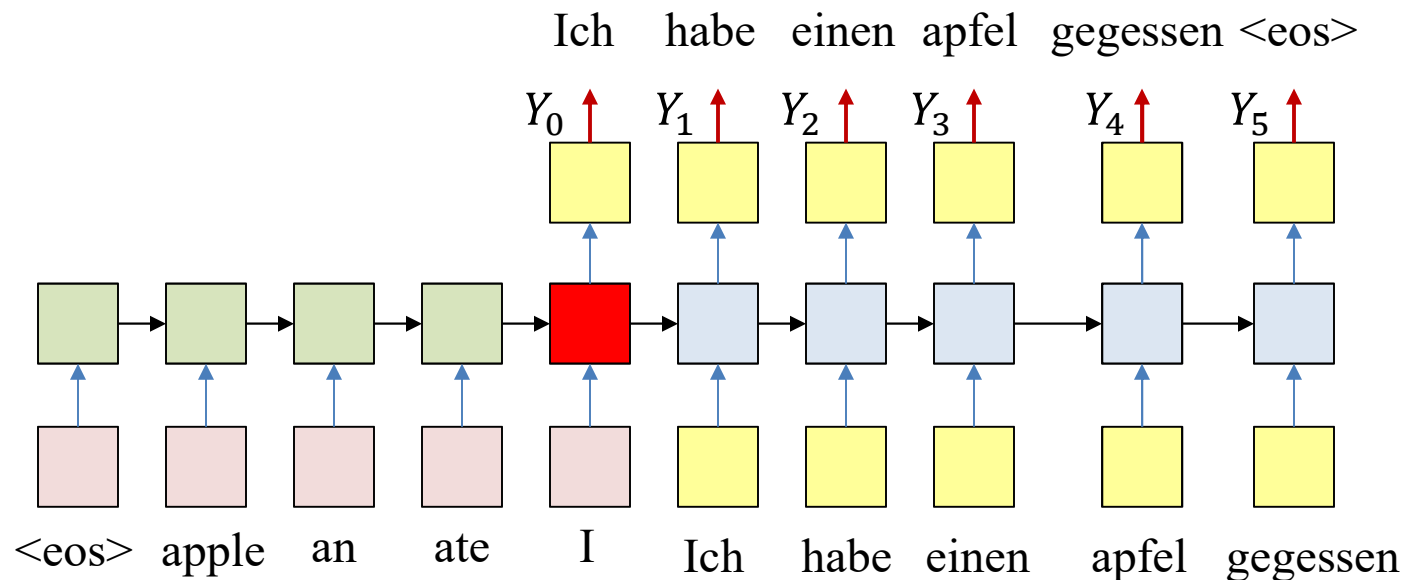 Ich habe einen apfel gegessen <eos>
Y₀ Y₁ Y₂ Y₃ Y₄ Y₅
<eos> apple an ate I Ich habe einen apfel gegessen